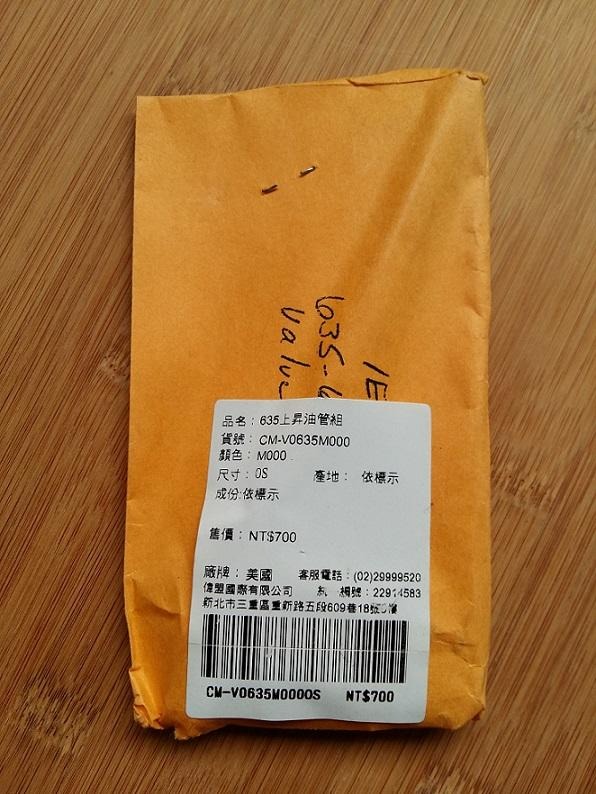 1E
635-
Valu
品名：635上昇油管組
貨號：CM-V0635M000
顏色：M000
尺寸：0S 產地：依標示
成份:依標示
售價：NT$700
廠牌：美國 客服電話：(02)29999520
偉盟國際有限公司 編號：22914583
新北市三重區重新路五段609巷18號
CM-V0635M0000S NT$700